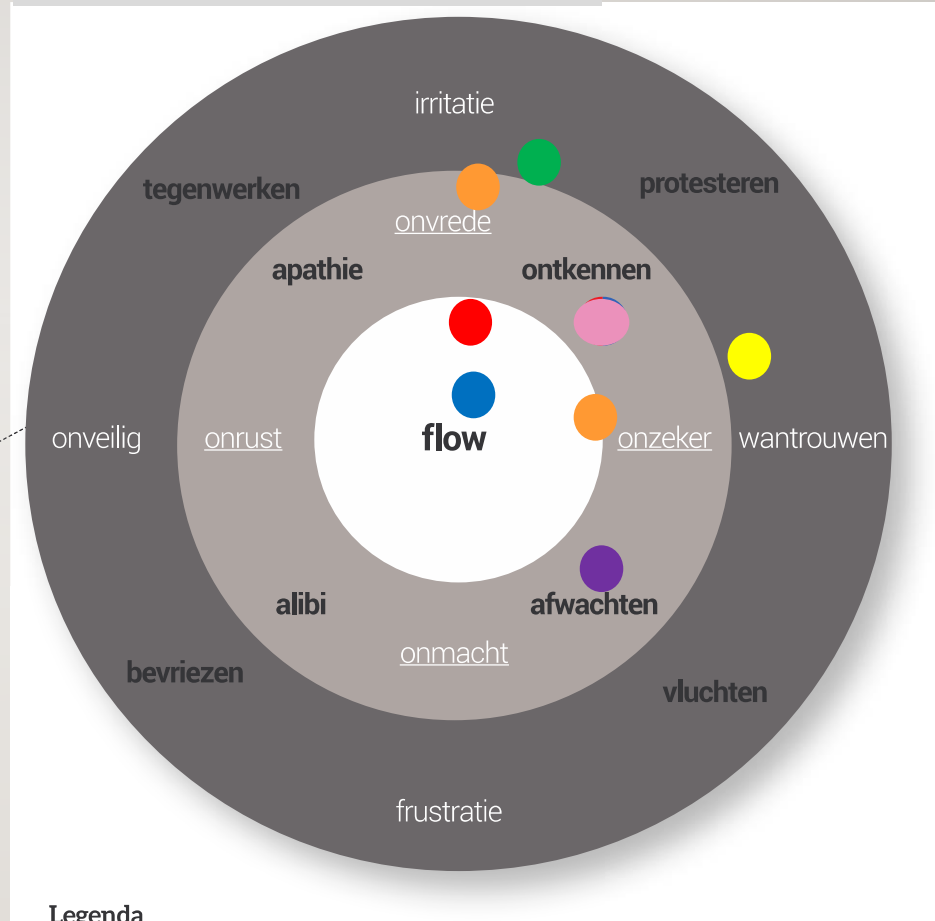 irritatie
tegenwerken
protesteren
onvrede
apathie
ontkennen
onveilig
onrust
flow
onzeker
wantrouwen
alibi
afwachten
onmacht
bevriezen
vluchten
frustratie
Legenda